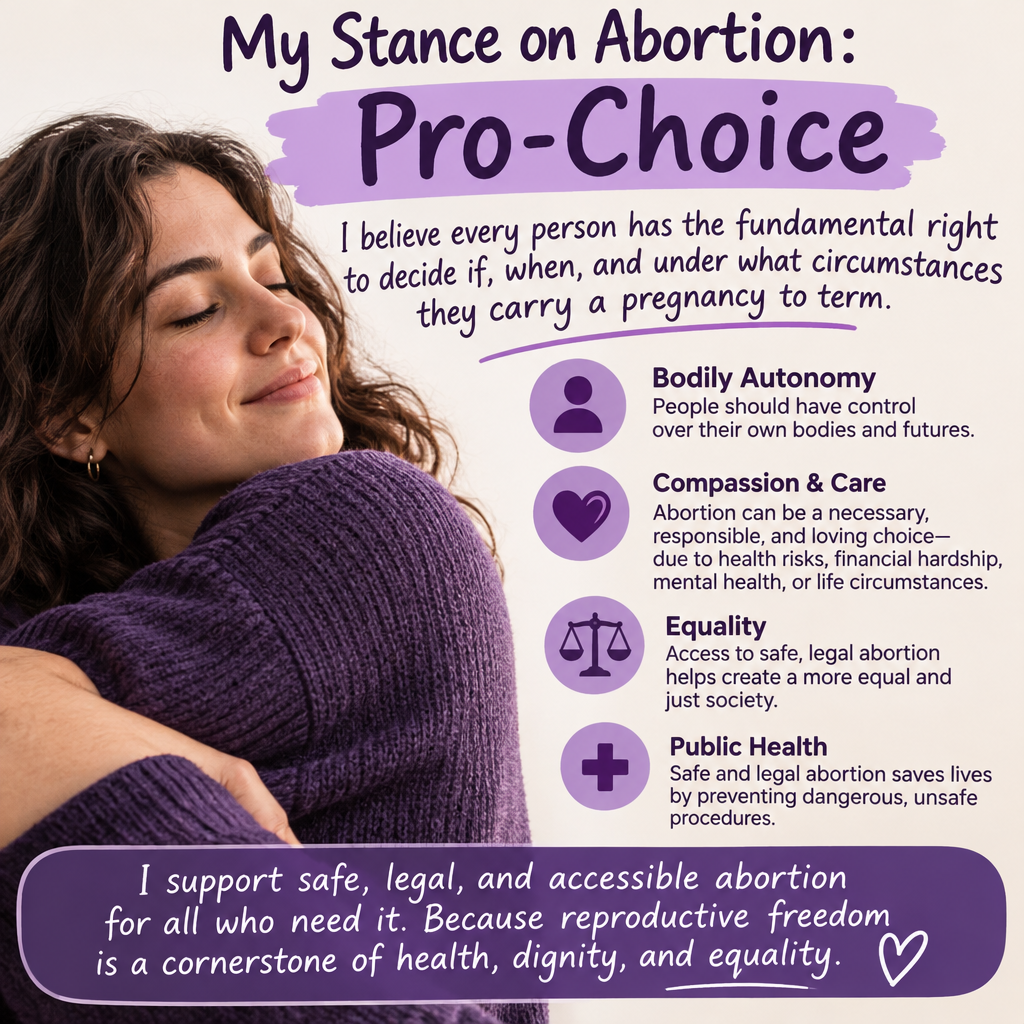 My Stance on Abortion:
Pro-Choice
I believe every person has the fundamental right
to decide if, when, and under what circumstances
they carry a pregnancy to term.
Bodily Autonomy
People should have control
over their own bodies and futures.
Compassion & Care
Abortion can be a necessary,
responsible, and loving choice—
due to health risks, financial hardship,
mental health, or life circumstances.
Equality
Access to safe, legal abortion
helps create a more equal and
just society.
Public Health
Safe and legal abortion saves lives
by preventing dangerous, unsafe
procedures.
I support safe, legal, and accessible abortion
for all who need it. Because reproductive freedom
is a cornerstone of health, dignity, and equality.